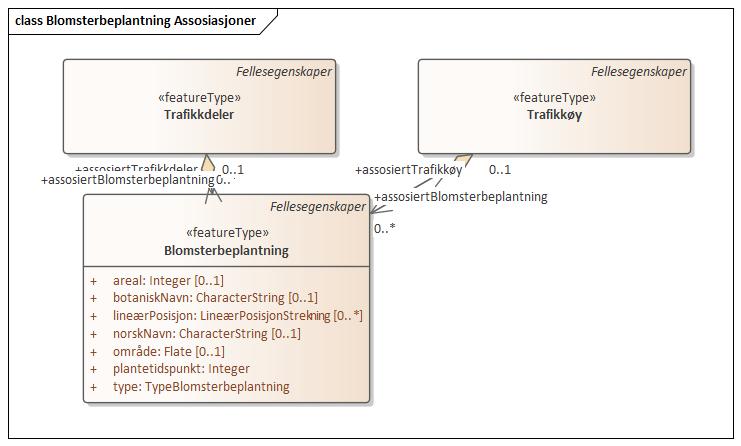 class Blomsterbeplantning Assosiasjoner
Fellesegenskaper
«featureType»
Trafikkdeler
Fellesegenskaper
«featureType»
Trafikkøy
+assosiertTrafikkdeler 0..1
+assosiertBlomsterbeplantning 0..
+assosiertTrafikkøy 0..1
+assosiertBlomsterbeplantning
0..*
Fellesegenskaper
«featureType»
Blomsterbeplantning
+ areal: Integer [0..1]
+ botaniskNavn: CharacterString [0..1]
+ lineærPosisjon: LineærPosisjonStrekning [0..*]
+ norskNavn: CharacterString [0..1]
+ område: Flate [0..1]
+ plantetidspunkt: Integer
+ type: TypeBlomsterbeplantning